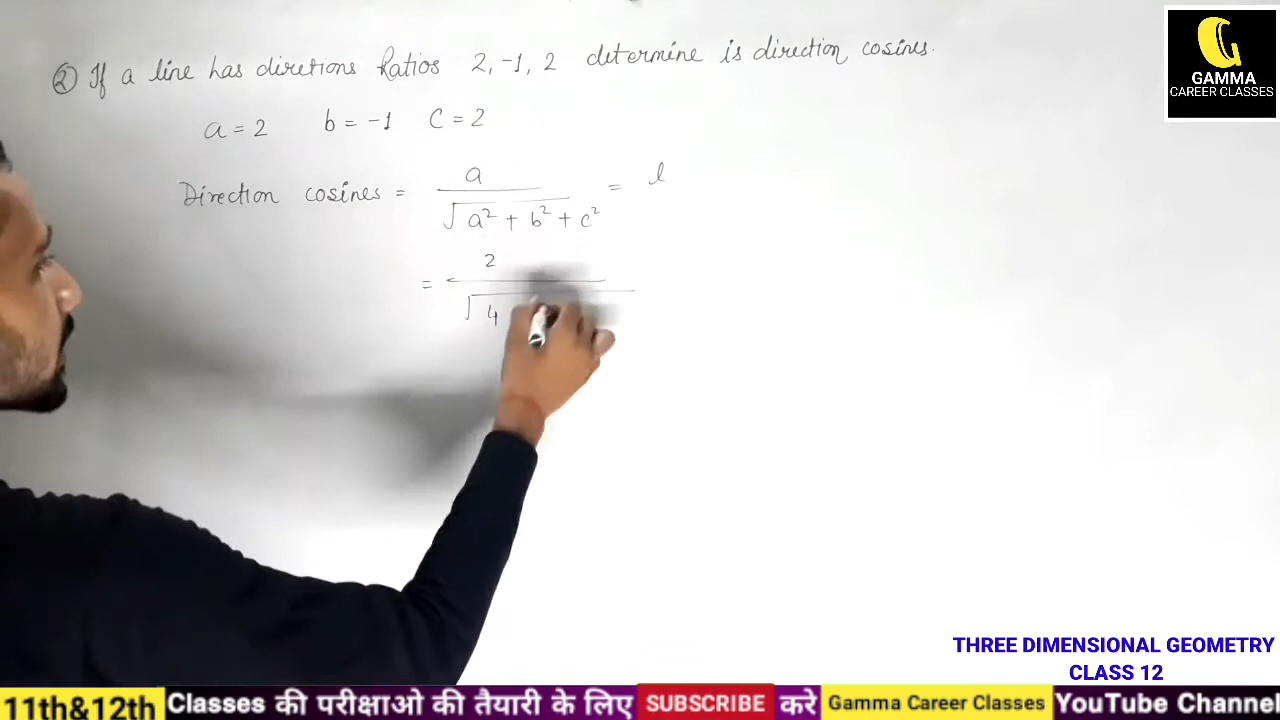 ② If a line has diretions Ratios 2, -1, 2 determine is direction cosines.
a = 2 b = -1 C = 2
Direction cosines = a / √a² + b² + c² = l
= 2 / √4
GAMMA
CAREER CLASSES
THREE DIMENSIONAL GEOMETRY
CLASS 12
11th&12th Classes की परीक्षाओ की तैयारी के लिए SUBSCRIBE करे Gamma Career Classes YouTube Channel